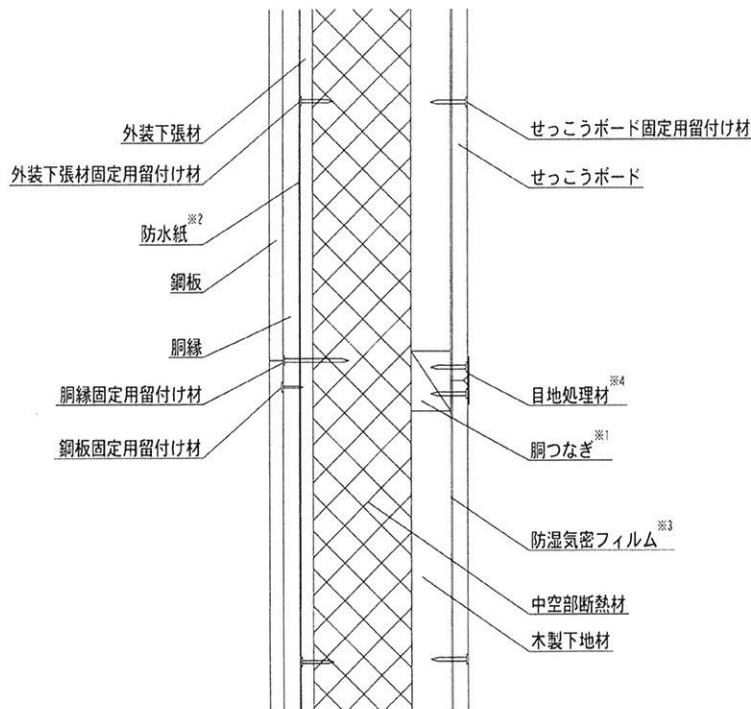 外装下張材
外装下張材固定用留付け材
防水紙※2
鋼板
胴縁
胴縁固定用留付け材
鋼板固定用留付け材
せっこうボード固定用留付け材
せっこうボード
目地処理材※4
胴つなぎ※1
防湿気密フィルム※3
中空部断熱材
木製下地材